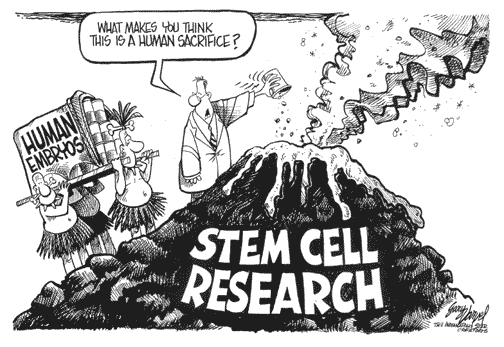 WHAT MAKES YOU THINK
THIS IS A HUMAN SACRIFICE?
HUMAN
EMBRYOS
STEM CELL
RESEARCH